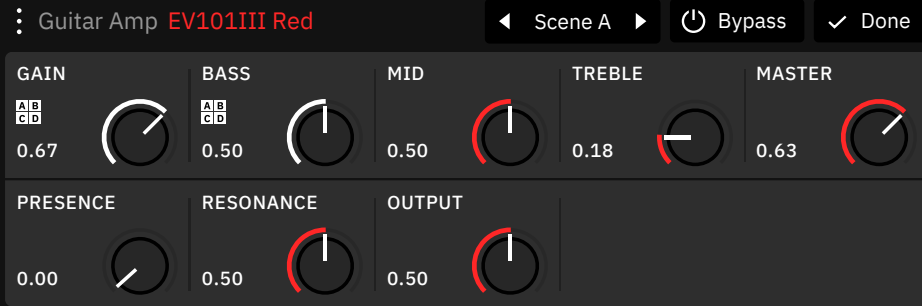 Guitar Amp EV101III Red Scene A Bypass Done
GAIN BASS MID TREBLE MASTER
A B A B
C D C D
0.67 0.50 0.50 0.18 0.63
PRESENCE RESONANCE OUTPUT
0.00 0.50 0.50